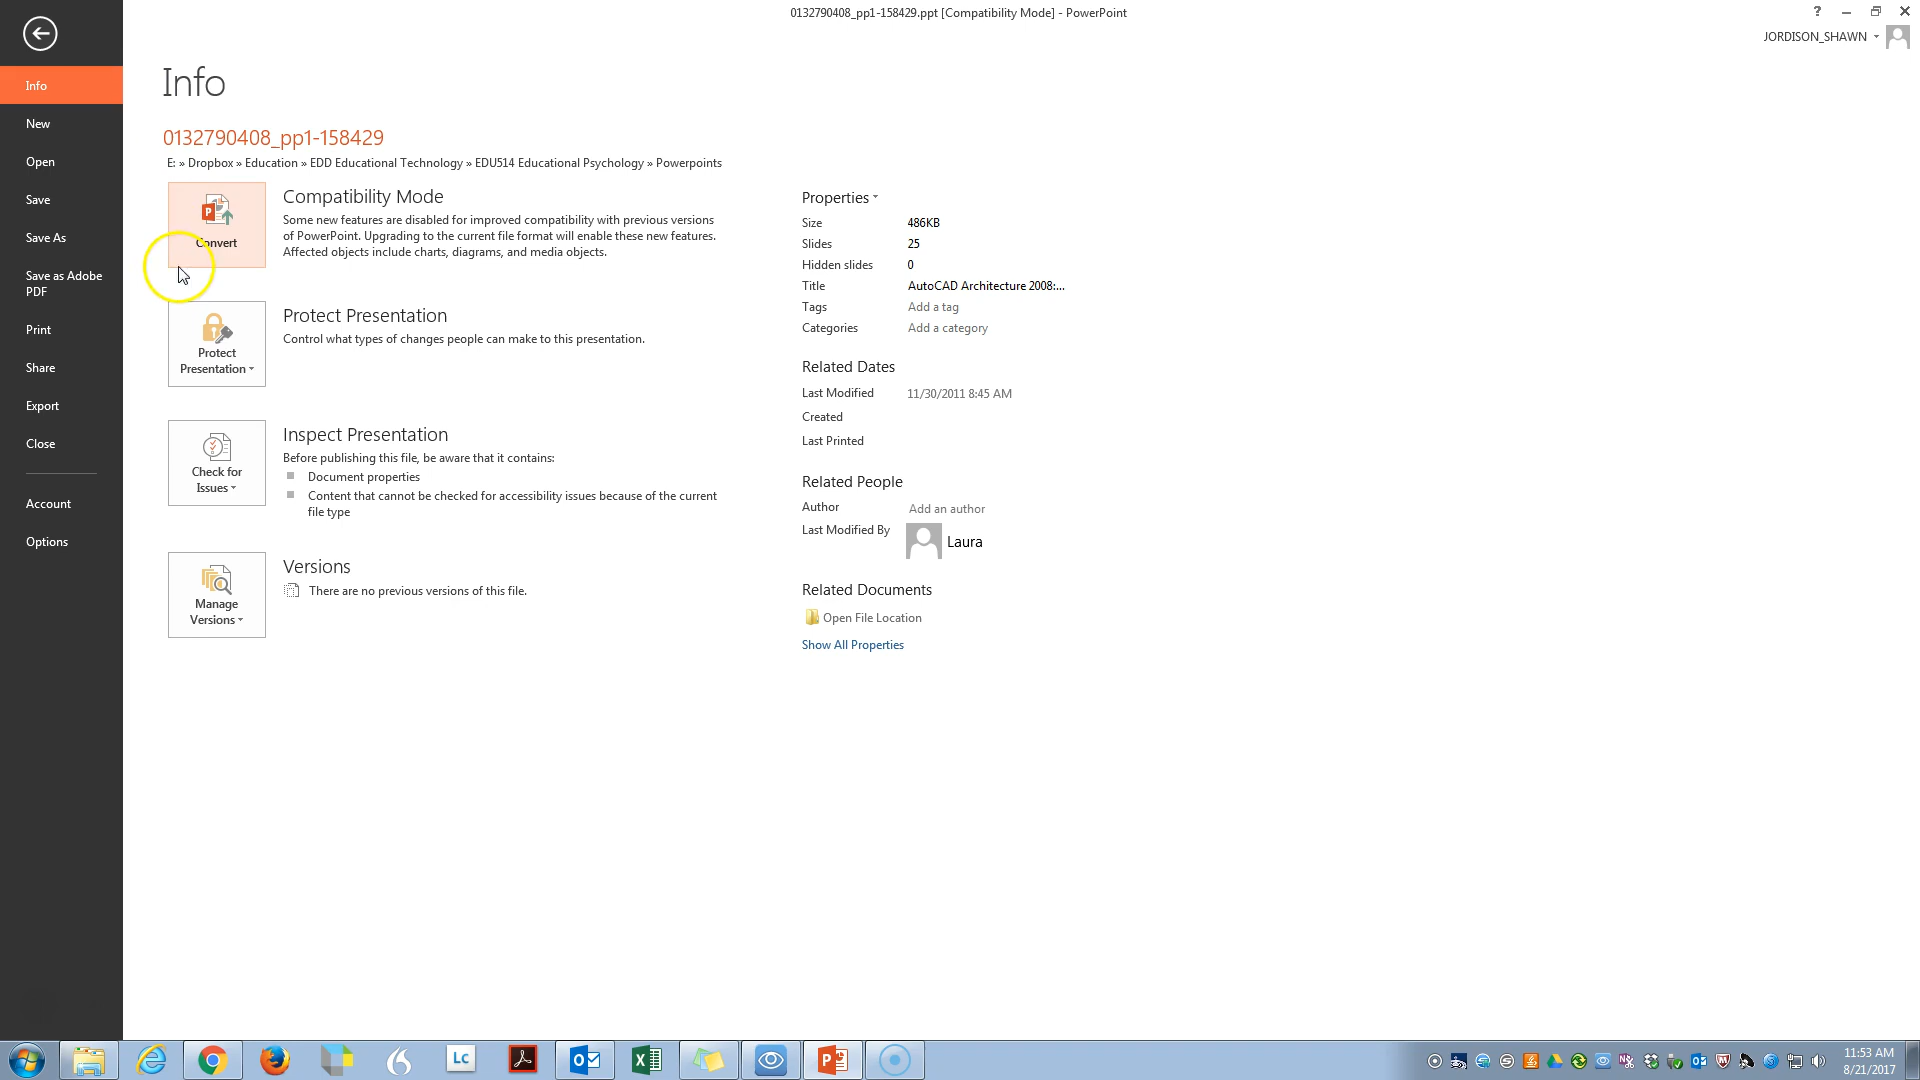 0132790408_pp1-158429.ppt [Compatibility Mode] - PowerPoint
?
JORDISON_SHAWN
Info
New
Open
Save
Save As
Save as Adobe
PDF
Print
Share
Export
Close
Account
Options
Info
0132790408_pp1-158429
E: » Dropbox » Education » EDD Educational Technology » EDU514 Educational Psychology » Powerpoints
Convert
Compatibility Mode
Some new features are disabled for improved compatibility with previous versions
of PowerPoint. Upgrading to the current file format will enable these new features.
Affected objects include charts, diagrams, and media objects.
Protect
Presentation
Protect Presentation
Control what types of changes people can make to this presentation.
Check for
Issues
Inspect Presentation
Before publishing this file, be aware that it contains:
Document properties
Content that cannot be checked for accessibility issues because of the current
file type
Manage
Versions
Versions
There are no previous versions of this file.
Properties
Size 486KB
Slides 25
Hidden slides 0
Title AutoCAD Architecture 2008:...
Tags Add a tag
Categories Add a category
Related Dates
Last Modified 11/30/2011 8:45 AM
Created
Last Printed
Related People
Author Add an author
Last Modified By Laura
Related Documents
Open File Location
Show All Properties
Lc
11:53 AM
8/21/2017